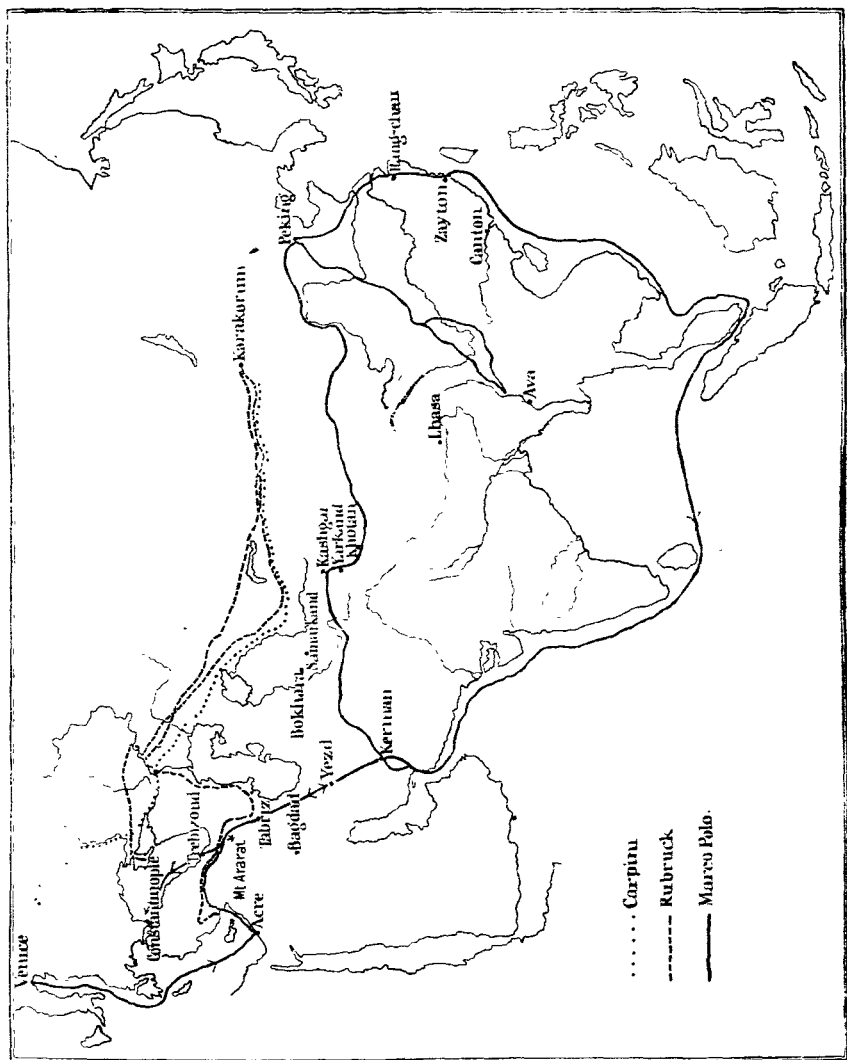 Venice
Constantinople
Trebizond
Mt Ararat
Acre
Tabriz
Bagdad
Yezd
Kerman
Bokhara
Samarkand
Kashgar
Yarkand
Khotan
Karakorum
Peking
Hang-chau
Zayton
Canton
Lhasa
Ava
Carpini
Rubruck
Marco Polo.